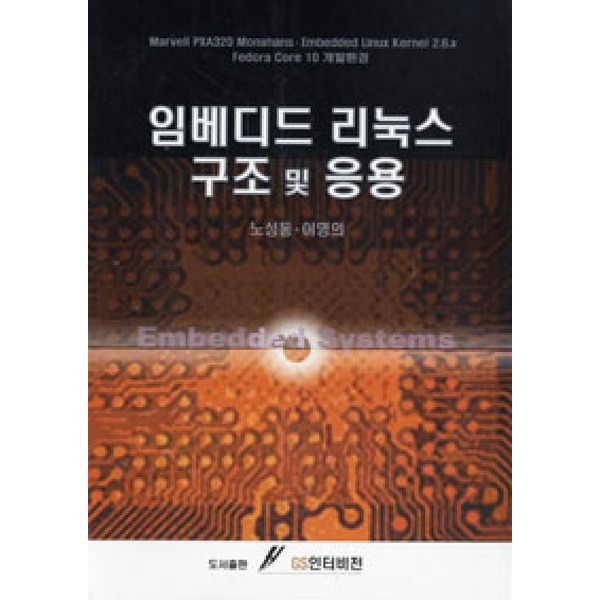 Marvell PXA320 Monahans · Embedded Linux Kernel 2.6.x
Fedora Core 10 개발환경
임베디드 리눅스
구조 및 응용
노성동 · 이명의
Embedded Systems
도서출판 GS인터비전